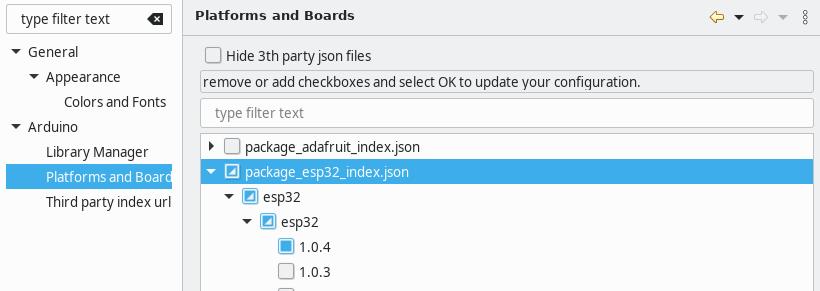 type filter text
General
Appearance
Colors and Fonts
Arduino
Library Manager
Platforms and Board
Third party index url
Platforms and Boards
Hide 3th party json files
remove or add checkboxes and select OK to update your configuration.
type filter text
package_adafruit_index.json
package_esp32_index.json
esp32
esp32
1.0.4
1.0.3